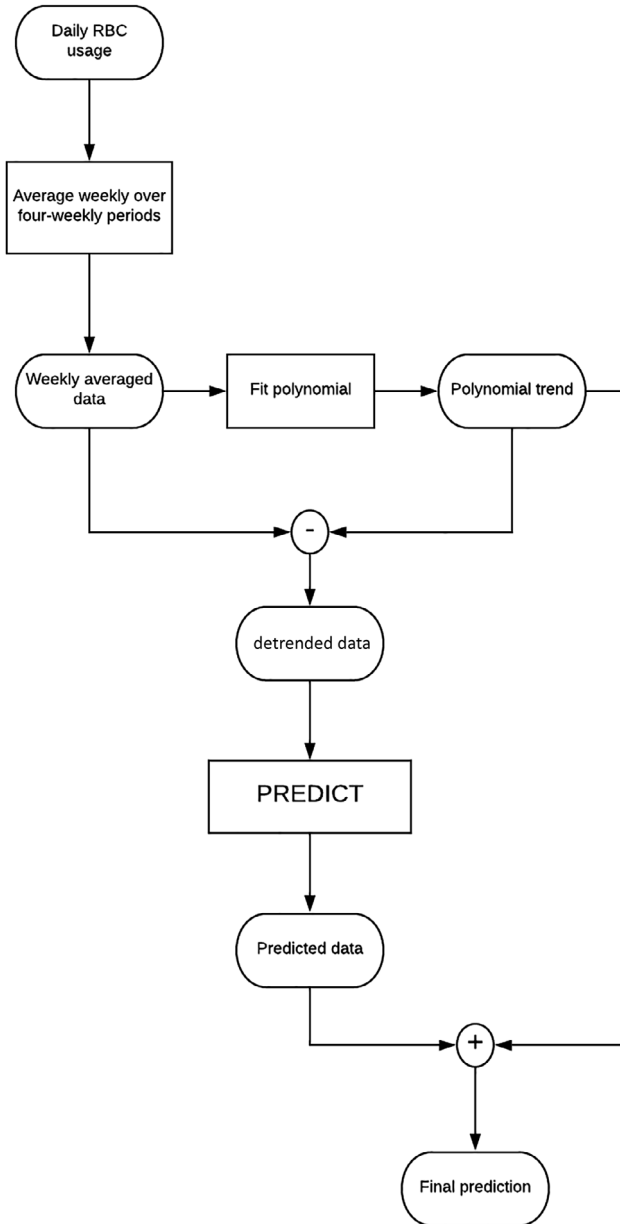 Daily RBC
usage
Average weekly over
four-weekly periods
Weekly averaged
data
Fit polynomial
Polynomial trend
-
detrended data
PREDICT
Predicted data
+
Final prediction